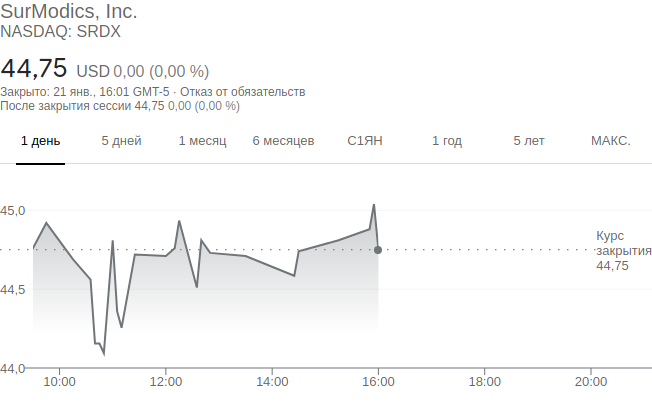 SurModics, Inc.
NASDAQ: SRDX
44,75 USD 0,00 (0,00 %)
Закрыто: 21 янв., 16:01 GMT-5 · Отказ от обязательств
После закрытия сессии 44,75 0,00 (0,00 %)
1 день 5 дней 1 месяц 6 месяцев С1ЯН 1 год 5 лет МАКС.
45,0
Курс
закрытия
44,75
44,5
44,0
10:00 12:00 14:00 16:00 18:00 20:00